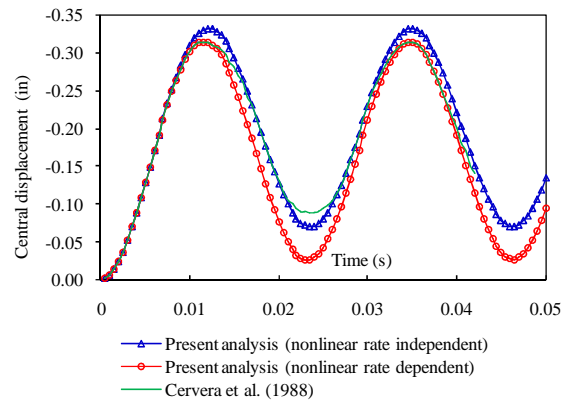 -0.35
-0.30
-0.25
-0.20
-0.15
-0.10
-0.05
0.00
Central displacement (in)
Time (s)
0 0.01 0.02 0.03 0.04 0.05
Present analysis (nonlinear rate independent)
Present analysis (nonlinear rate dependent)
Cervera et al. (1988)